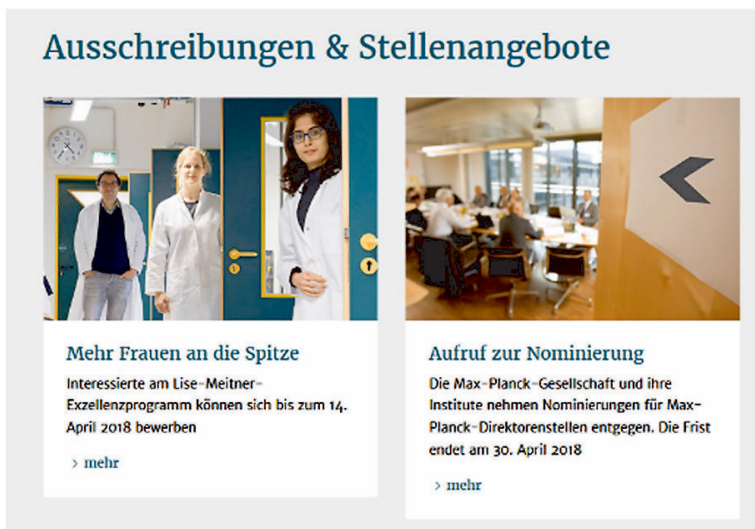 Ausschreibungen & Stellenangebote
Mehr Frauen an die Spitze
Interessierte am Lise-Meitner-
Exzellenzprogramm können sich bis zum 14.
April 2018 bewerben
> mehr
Aufruf zur Nominierung
Die Max-Planck-Gesellschaft und ihre
Institute nehmen Nominierungen für Max-
Planck-Direktorenstellen entgegen. Die Frist
endet am 30. April 2018
> mehr